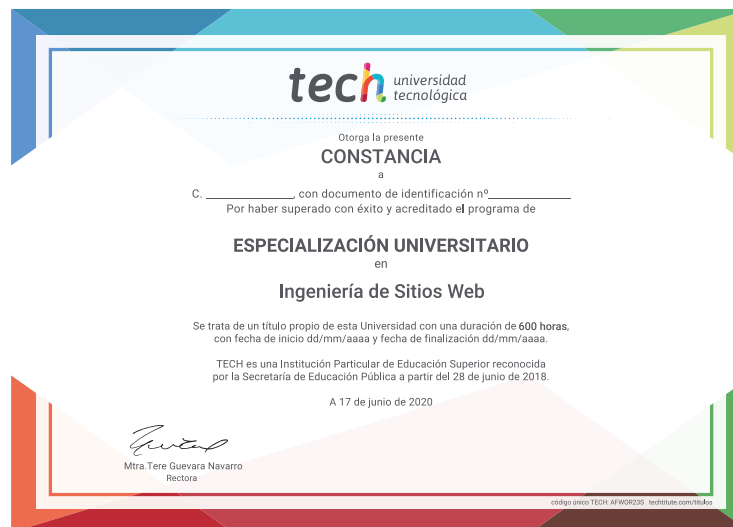 tech universidad
tecnológica
Otorga la presente
CONSTANCIA
a
C. ________________, con documento de identificación nº______________
Por haber superado con éxito y acreditado el programa de
ESPECIALIZACIÓN UNIVERSITARIO
en
Ingeniería de Sitios Web
Se trata de un título propio de esta Universidad con una duración de 600 horas,
con fecha de inicio dd/mm/aaaa y fecha de finalización dd/mm/aaaa.
TECH es una Institución Particular de Educación Superior reconocida
por la Secretaría de Educación Pública a partir del 28 de junio de 2018.
A 17 de junio de 2020
Mtra.Tere Guevara Navarro
Rectora
código único TECH: AFWOR23S techtitute.com/titulos